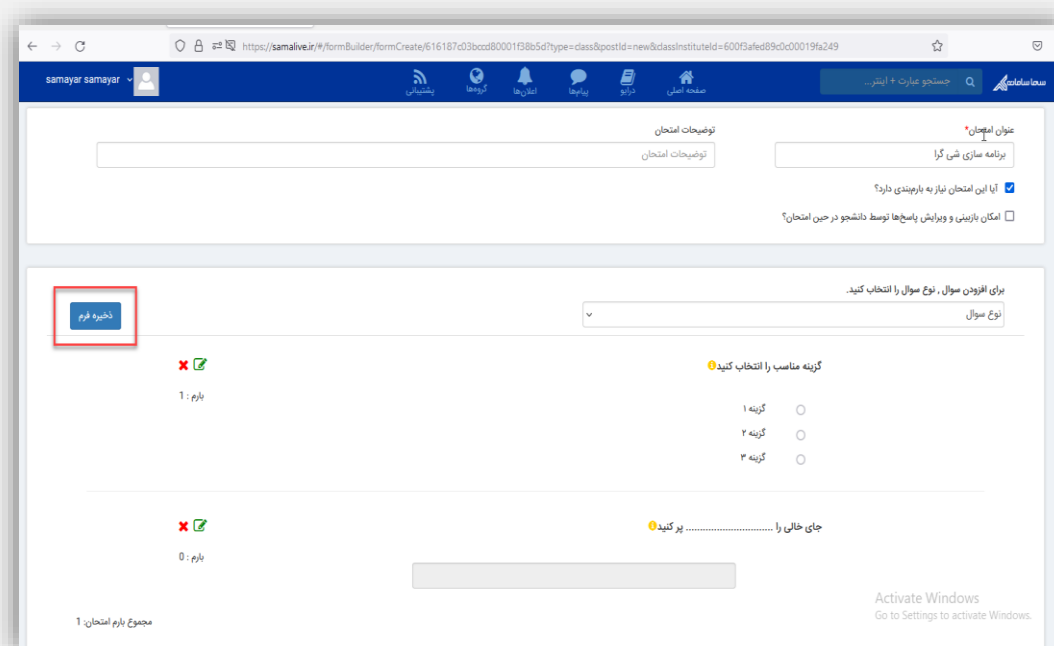 https://samalive.ir/#/formBuilder/formCreate/616187c03bccd80001f38b5d?type=class&postId=new&classInstituteId=600f3afed89c0c00019fa249
جستجو عبارت + اینتر...
صفحه اصلی
درایو
پیام‌ها
اعلان‌ها
گروه‌ها
پشتیبانی
samayar samayar
عنوان امتحان*
توضیحات امتحان
برنامه سازی شی گرا
توضیحات امتحان
آیا این امتحان نیاز به بارم‌بندی دارد؟
امکان بازبینی و ویرایش پاسخ‌ها توسط دانشجو در حین امتحان؟
برای افزودن سوال , نوع سوال را انتخاب کنید.
نوع سوال
ذخیره فرم
گزینه مناسب را انتخاب کنید
بارم : 1
گزینه ۱
گزینه ۲
گزینه ۳
جای خالی را ............................... پر کنید
بارم : 0
مجموع بارم امتحان: 1
Activate Windows
Go to Settings to activate Windows.